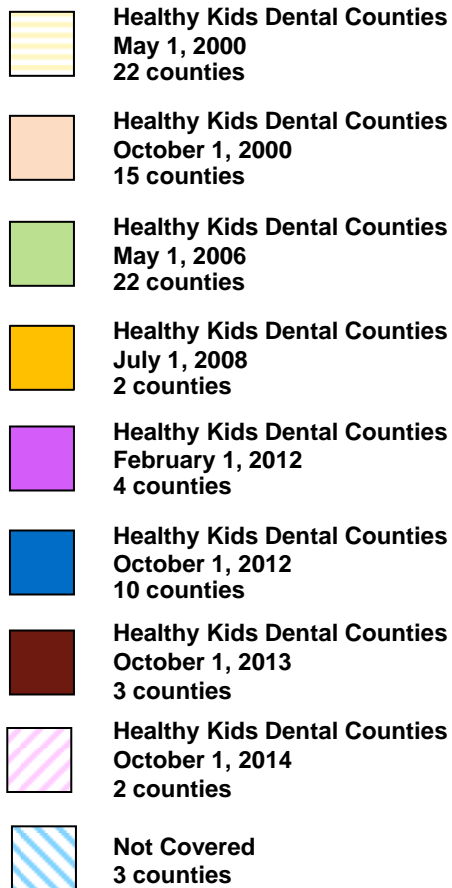 Healthy Kids Dental Counties
May 1, 2000
22 counties
Healthy Kids Dental Counties
October 1, 2000
15 counties
Healthy Kids Dental Counties
May 1, 2006
22 counties
Healthy Kids Dental Counties
July 1, 2008
2 counties
Healthy Kids Dental Counties
February 1, 2012
4 counties
Healthy Kids Dental Counties
October 1, 2012
10 counties
Healthy Kids Dental Counties
October 1, 2013
3 counties
Healthy Kids Dental Counties
October 1, 2014
2 counties
Not Covered
3 counties